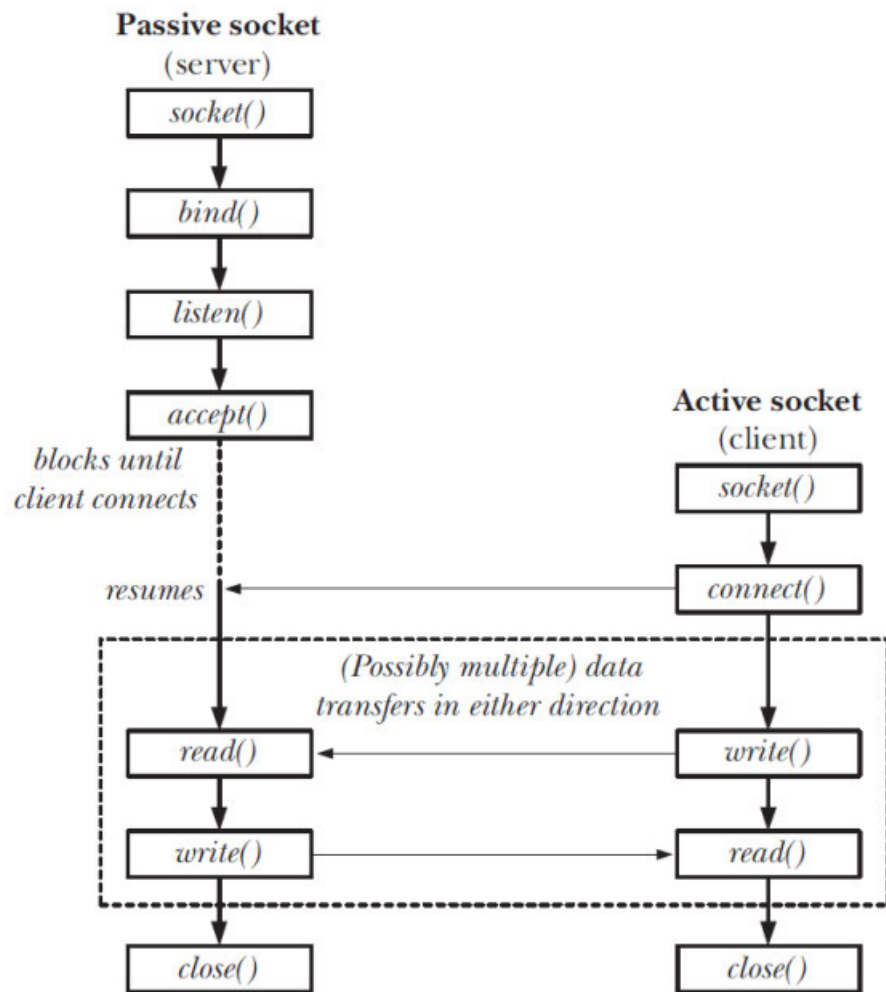 Passive socket
(server)
socket()
bind()
listen()
accept()
blocks until
client connects
resumes
Active socket
(client)
socket()
connect()
(Possibly multiple) data
transfers in either direction
read()
write()
write()
read()
close()
close()